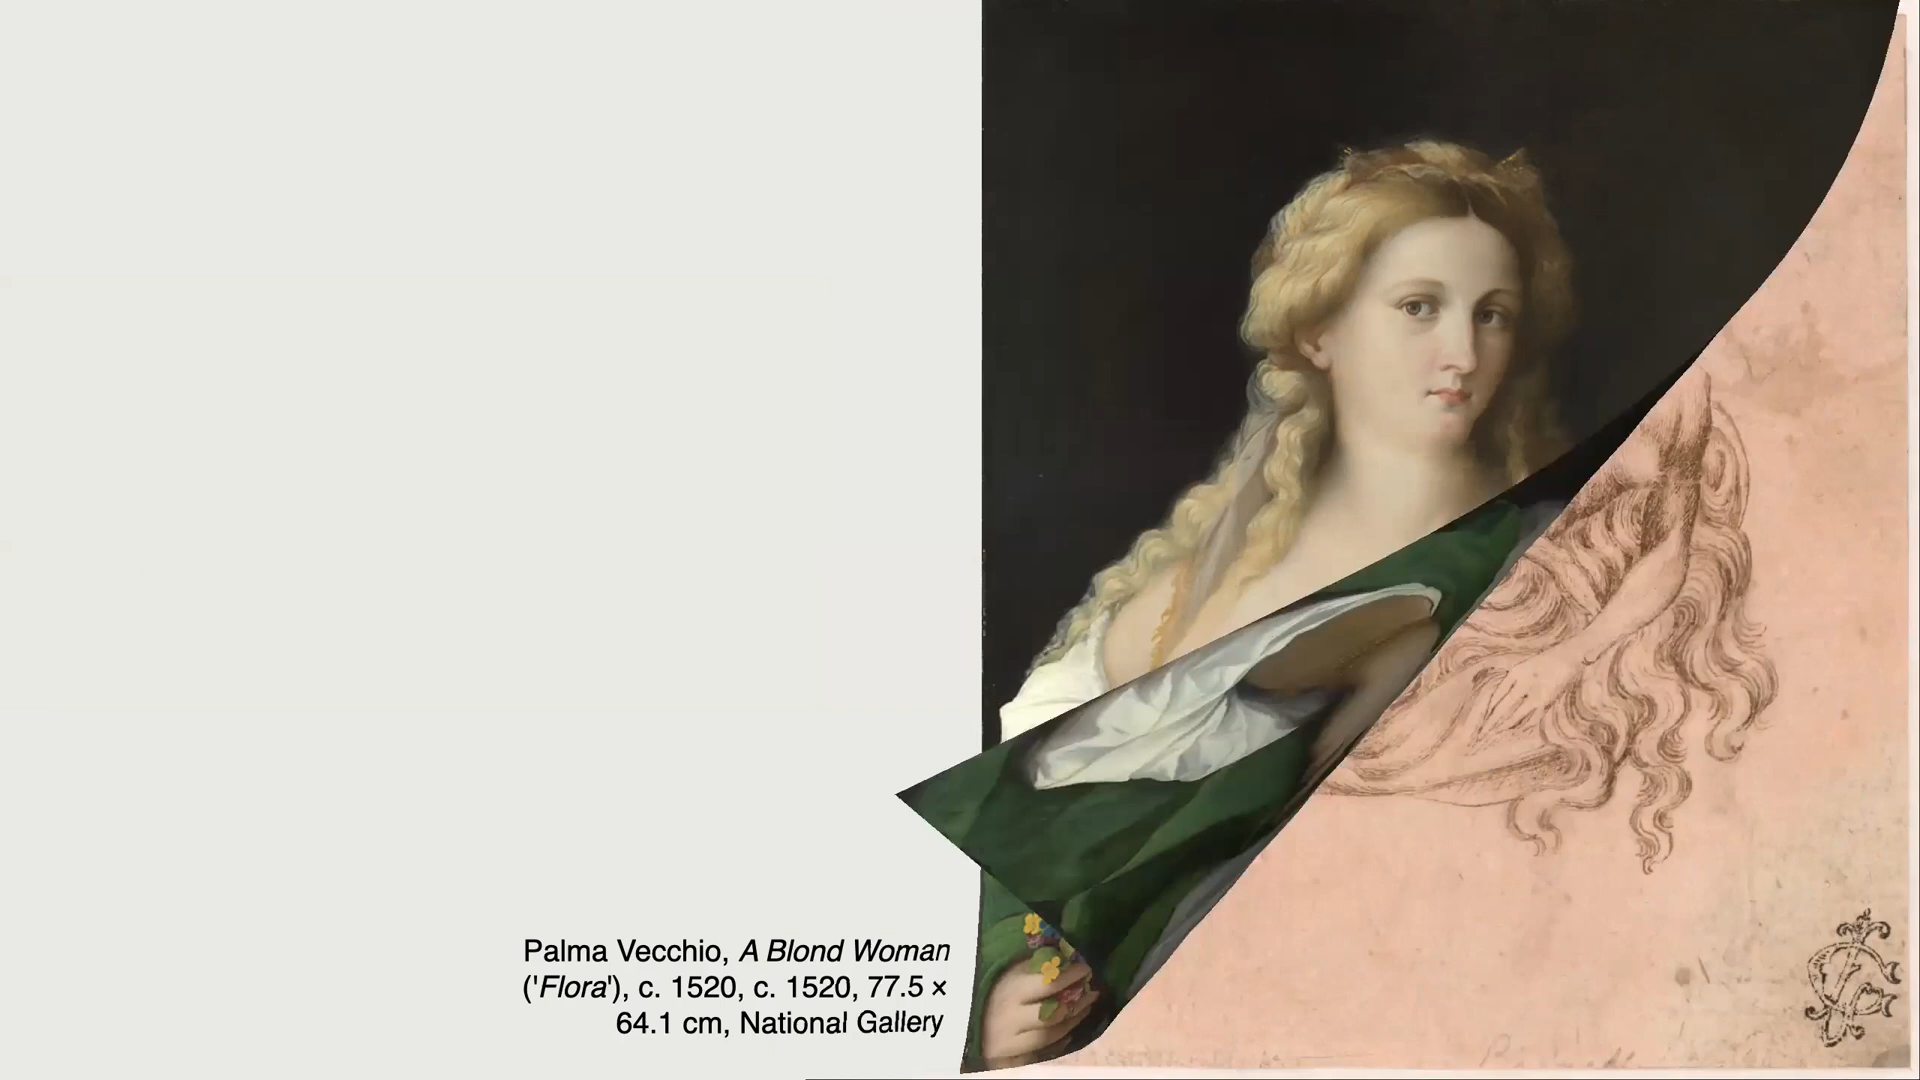 Palma Vecchio, A Blond Woman
('Flora'), c. 1520, c. 1520, 77.5 ×
64.1 cm, National Gallery